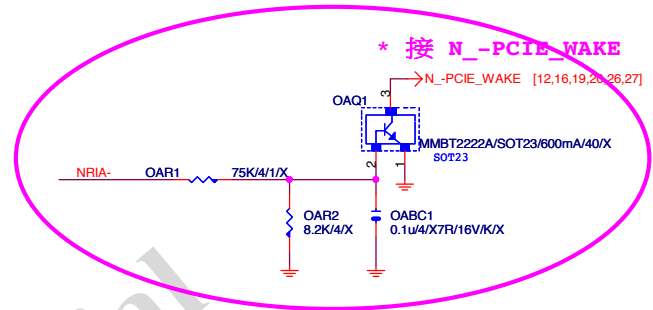 * 接 N_-PCIE_WAKE
N_-PCIE_WAKE [12,16,19,20,26,27]
OAQ1
3
MMBT2222A/SOT23/600mA/40/X
SOT23
2
1
NRIA-
OAR1
75K/4/1/X
OAR2
8.2K/4/X
OABC1
0.1u/4/X7R/16V/K/X